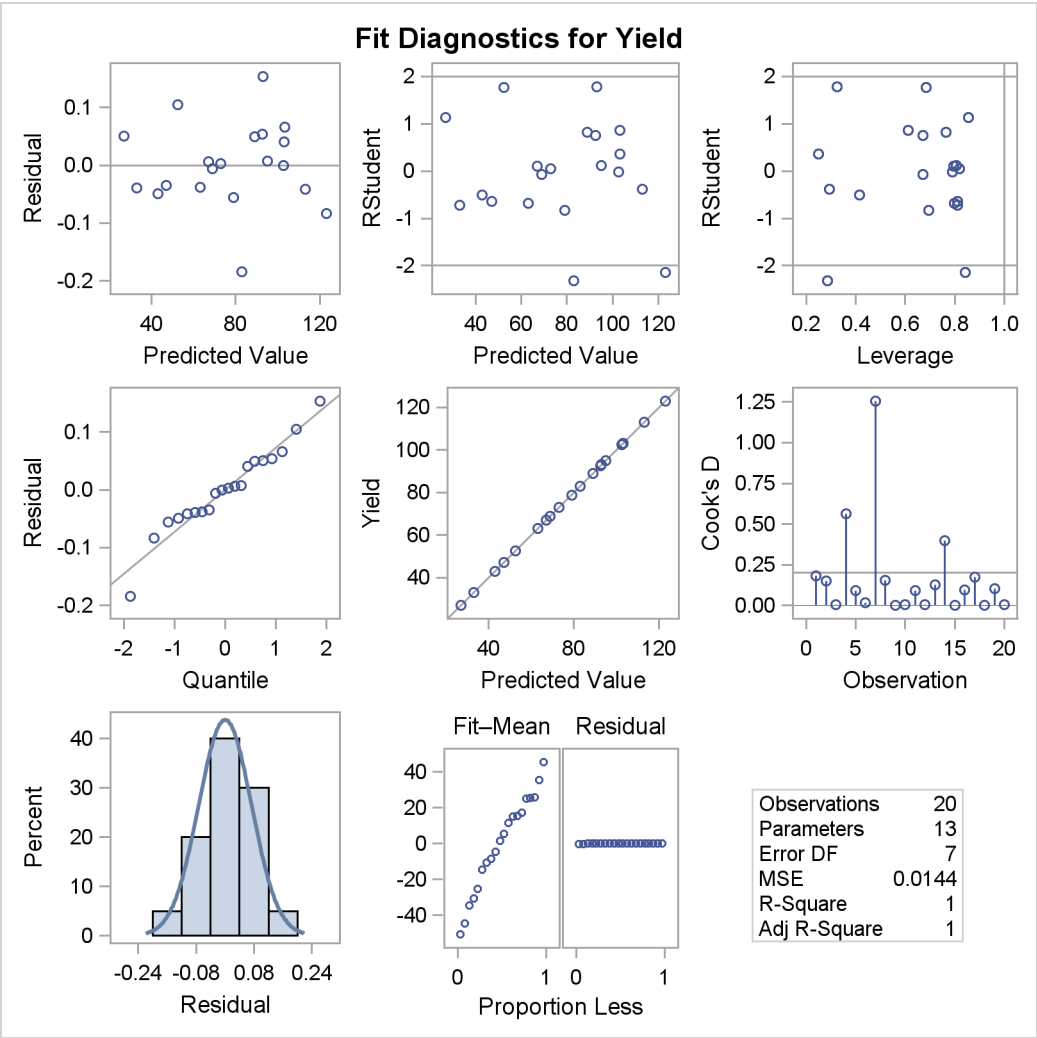 Fit Diagnostics for Yield
Residual
0.1
0.0
-0.1
-0.2
40 80 120
Predicted Value
RStudent
2
1
0
-1
-2
40 60 80 100 120
Predicted Value
RStudent
2
1
0
-1
-2
0.2 0.4 0.6 0.8 1.0
Leverage
Residual
0.1
0.0
-0.1
-0.2
-2 -1 0 1 2
Quantile
Yield
120
100
80
60
40
40 80 120
Predicted Value
Cook's D
1.25
1.00
0.75
0.50
0.25
0.00
0 5 10 15 20
Observation
Percent
40
30
20
10
0
-0.24 -0.08 0.08 0.24
Residual
Fit–Mean Residual
40
20
0
-20
-40
0 1 0 1
Proportion Less
Observations 20
Parameters 13
Error DF 7
MSE 0.0144
R-Square 1
Adj R-Square 1